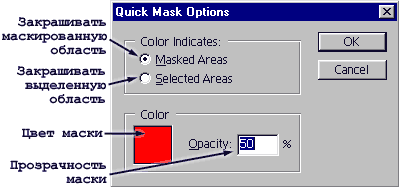 Quick Mask Options
Закрашивать
маскированную
область
Color Indicates:
Masked Areas
Selected Areas
OK
Cancel
Закрашивать
выделенную
область
Color
Цвет маски
Opacity: 50 %
Прозрачность
маски